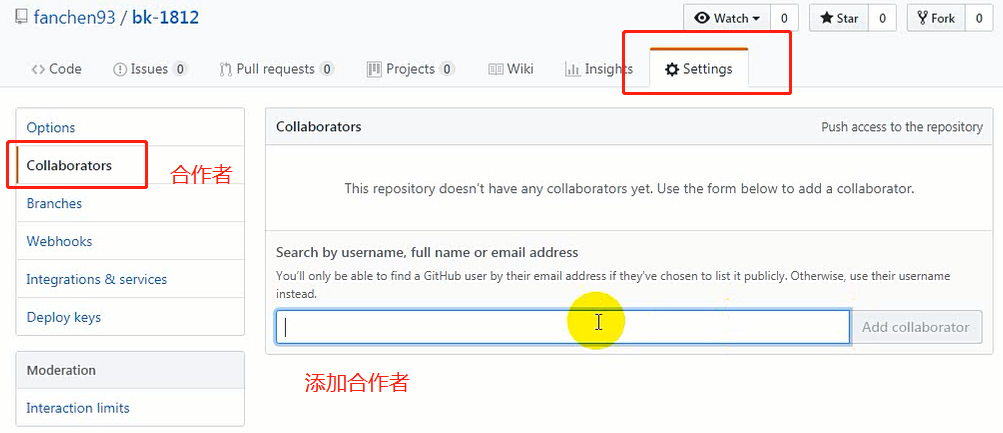 fanchen93 / bk-1812
Watch 0 Star 0 Fork 0
Code Issues 0 Pull requests 0 Projects 0 Wiki Insights Settings
Options
Collaborators
合作者
Branches
Webhooks
Integrations & services
Deploy keys
Moderation
Interaction limits
Collaborators Push access to the repository
This repository doesn't have any collaborators yet. Use the form below to add a collaborator.
Search by username, full name or email address
You'll only be able to find a GitHub user by their email address if they've chosen to list it publicly. Otherwise, use their username
instead.
Add collaborator
添加合作者